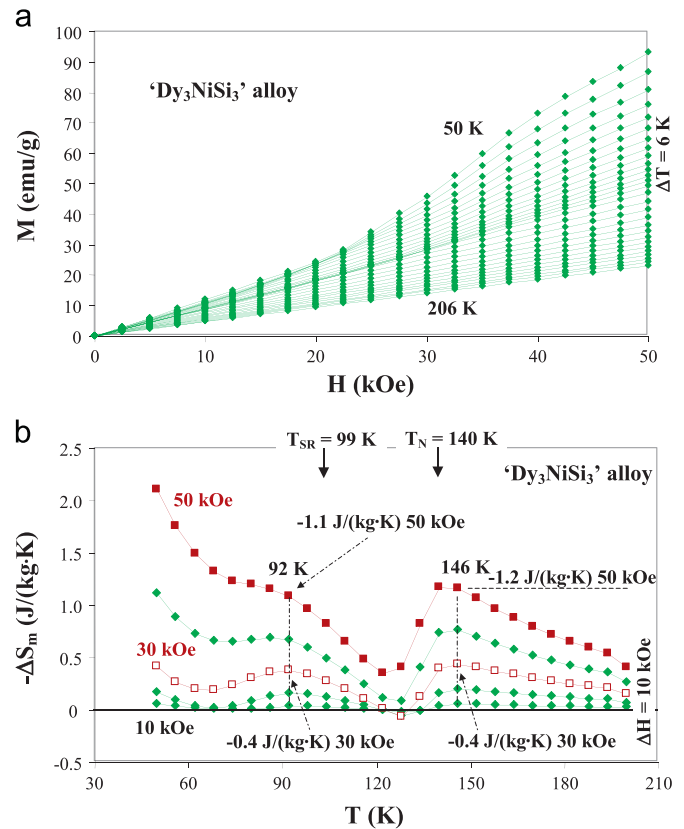 a
100
90
80
70
60
50
40
30
20
10
0
M (emu/g)
‘Dy₃NiSi₃’ alloy
50 K
206 K
ΔT = 6 K
0 10 20 30 40 50
H (kOe)
b
T_SR = 99 K T_N = 140 K
2.5
2.0
1.5
1.0
0.5
0
-0.5
-ΔS_m (J/(kg·K)
‘Dy₃NiSi₃’ alloy
50 kOe
-1.1 J/(kg·K) 50 kOe
92 K
146 K
-1.2 J/(kg·K) 50 kOe
30 kOe
10 kOe
-0.4 J/(kg·K) 30 kOe
-0.4 J/(kg·K) 30 kOe
ΔH = 10 kOe
30 60 90 120 150 180 210
T (K)